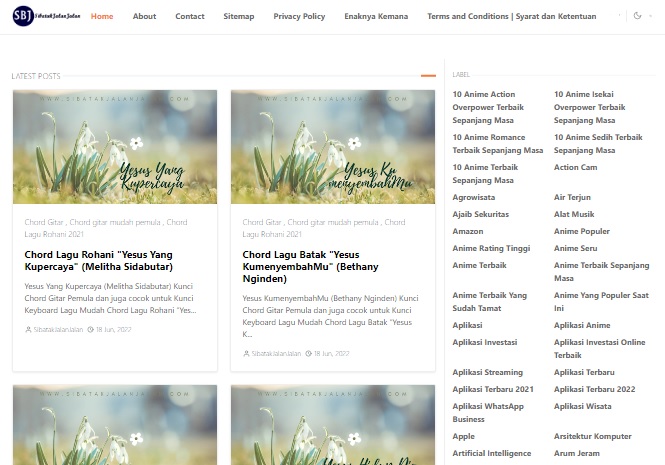 SBJ SibatakJalanJalan
Home About Contact Sitemap Privacy Policy Enaknya Kemana Terms and Conditions | Syarat dan Ketentuan
LATEST POSTS
WWW.SIBATAKJALANJALAN.COM
Yesus Yang
Kupercaya
Chord Gitar , Chord gitar mudah pemula , Chord
Lagu Rohani 2021
Chord Lagu Rohani "Yesus Yang
Kupercaya" (Melitha Sidabutar)
Yesus Yang Kupercaya (Melitha Sidabutar) Kunci
Chord Gitar Pemula dan juga cocok untuk Kunci
Keyboard Lagu Mudah Chord Lagu Rohani "Yes...
SibatakJalanJalan 18 Jun, 2022
WWW.SIBATAKJALANJALAN.COM
Yesus Ku
menyembahMu
Chord Gitar , Chord gitar mudah pemula , Chord
Lagu Rohani 2021
Chord Lagu Batak "Yesus
KumenyembahMu" (Bethany
Nginden)
Yesus KumenyembahMu (Bethany Nginden) Kunci
Chord Gitar Pemula dan juga cocok untuk Kunci
Keyboard Lagu Mudah Chord Lagu Batak "Yesus
K...
SibatakJalanJalan 18 Jun, 2022
WWW.SIBATAKJALANJALAN.COM
WWW.SIBATAKJALANJALAN.COM
LABEL
10 Anime Action
Overpower Terbaik
Sepanjang Masa
10 Anime Isekai
Overpower Terbaik
Sepanjang Masa
10 Anime Romance
Terbaik Sepanjang Masa
10 Anime Sedih Terbaik
Sepanjang Masa
10 Anime Terbaik
Sepanjang Masa
Action Cam
Agrowisata
Air Terjun
Ajaib Sekuritas
Alat Musik
Amazon
Anime Populer
Anime Rating Tinggi
Anime Seru
Anime Terbaik
Anime Terbaik Sepanjang
Masa
Anime Terbaik Yang
Sudah Tamat
Anime Yang Populer Saat
Ini
Aplikasi
Aplikasi Anime
Aplikasi Investasi
Aplikasi Investasi Online
Terbaik
Aplikasi Streaming
Aplikasi Terbaru
Aplikasi Terbaru 2021
Aplikasi Terbaru 2022
Aplikasi WhatsApp
Business
Aplikasi Wisata
Apple
Arsitektur Komputer
Artificial Intelligence
Arum Jeram